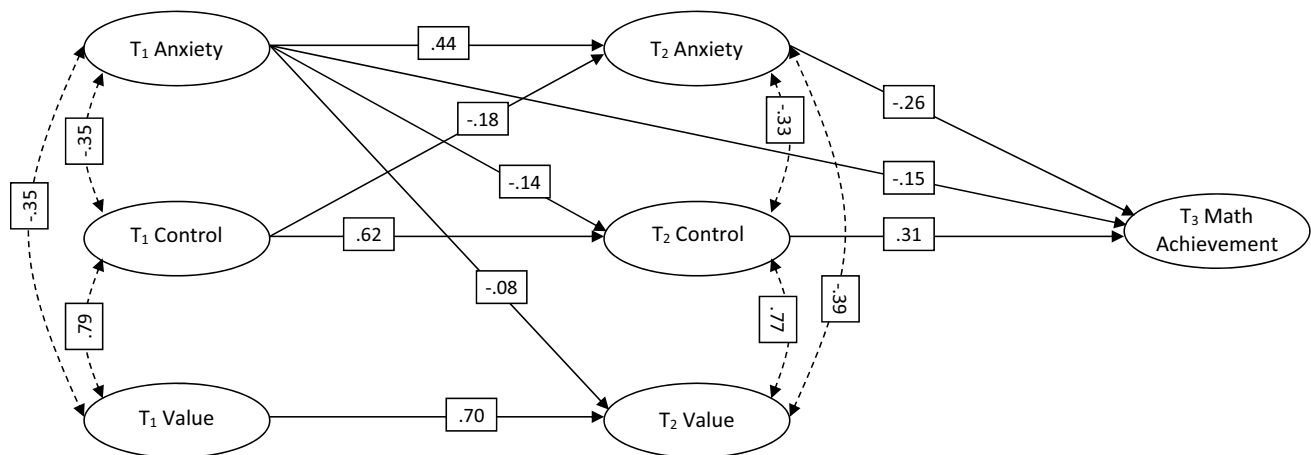 T₁ Anxiety
.44
T₂ Anxiety
-.26
-.18
-.33
-.35
-.14
-.15
-.35
T₁ Control
.62
T₂ Control
.31
T₃ Math
Achievement
-.08
-.39
.79
.77
T₁ Value
.70
T₂ Value